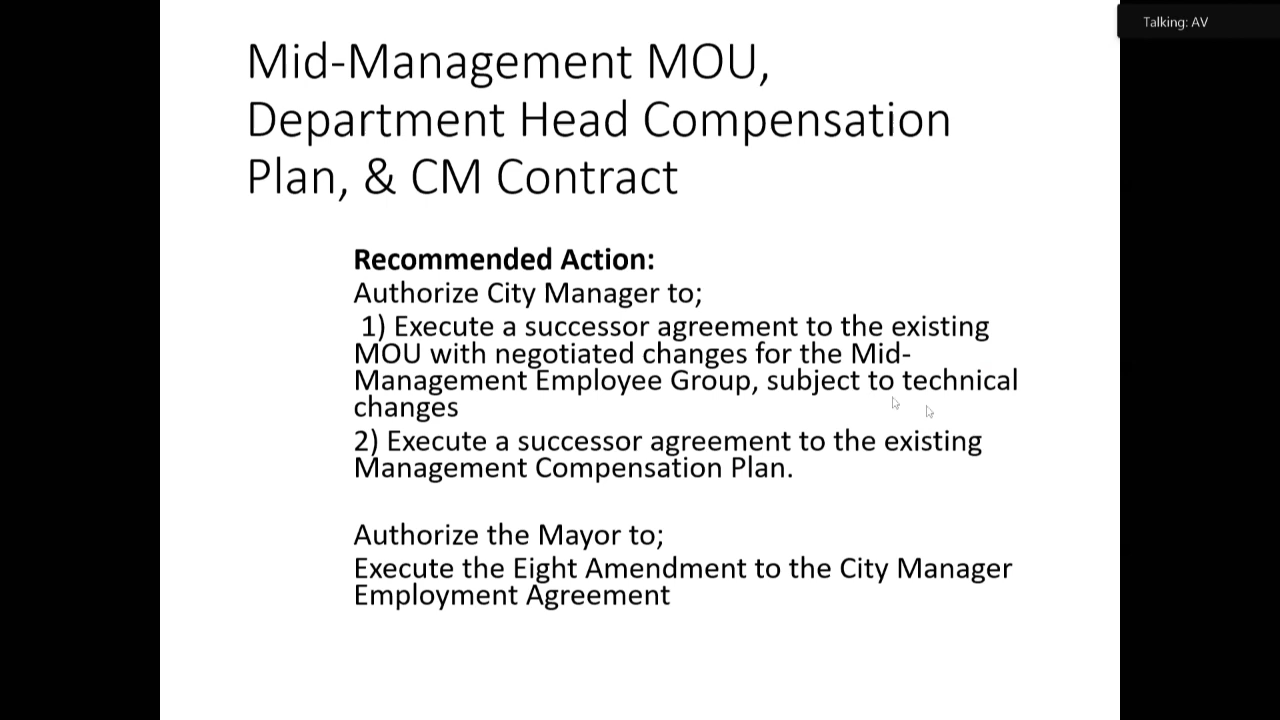 Talking: AV
Mid-Management MOU,
Department Head Compensation
Plan, & CM Contract
Recommended Action:
Authorize City Manager to;
1) Execute a successor agreement to the existing
MOU with negotiated changes for the Mid-
Management Employee Group, subject to technical
changes
2) Execute a successor agreement to the existing
Management Compensation Plan.
Authorize the Mayor to;
Execute the Eight Amendment to the City Manager
Employment Agreement